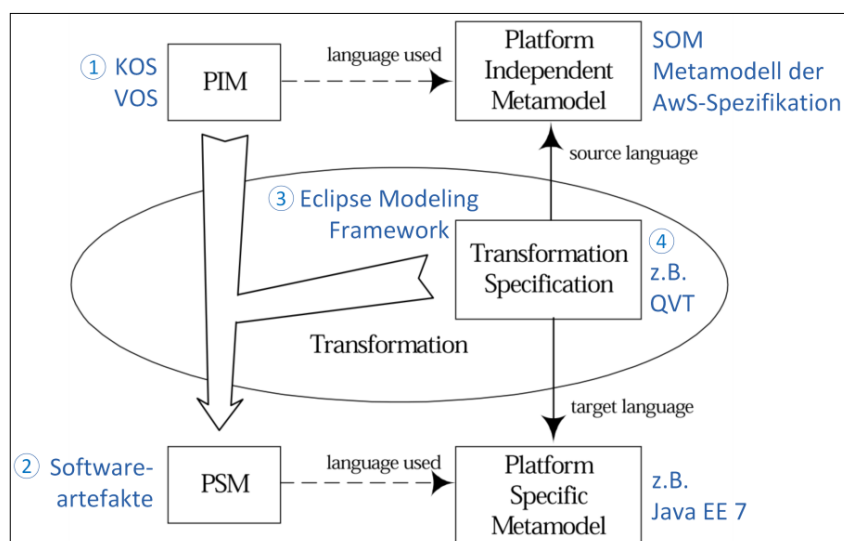 ① KOS
VOS
PIM
language used
Platform
Independent
Metamodel
SOM
Metamodell der
AwS-Spezifikation
source language
③ Eclipse Modeling
Framework
Transformation
Specification
④
z.B.
QVT
Transformation
target language
② Software-
artefakte
PSM
language used
Platform
Specific
Metamodel
z.B.
Java EE 7